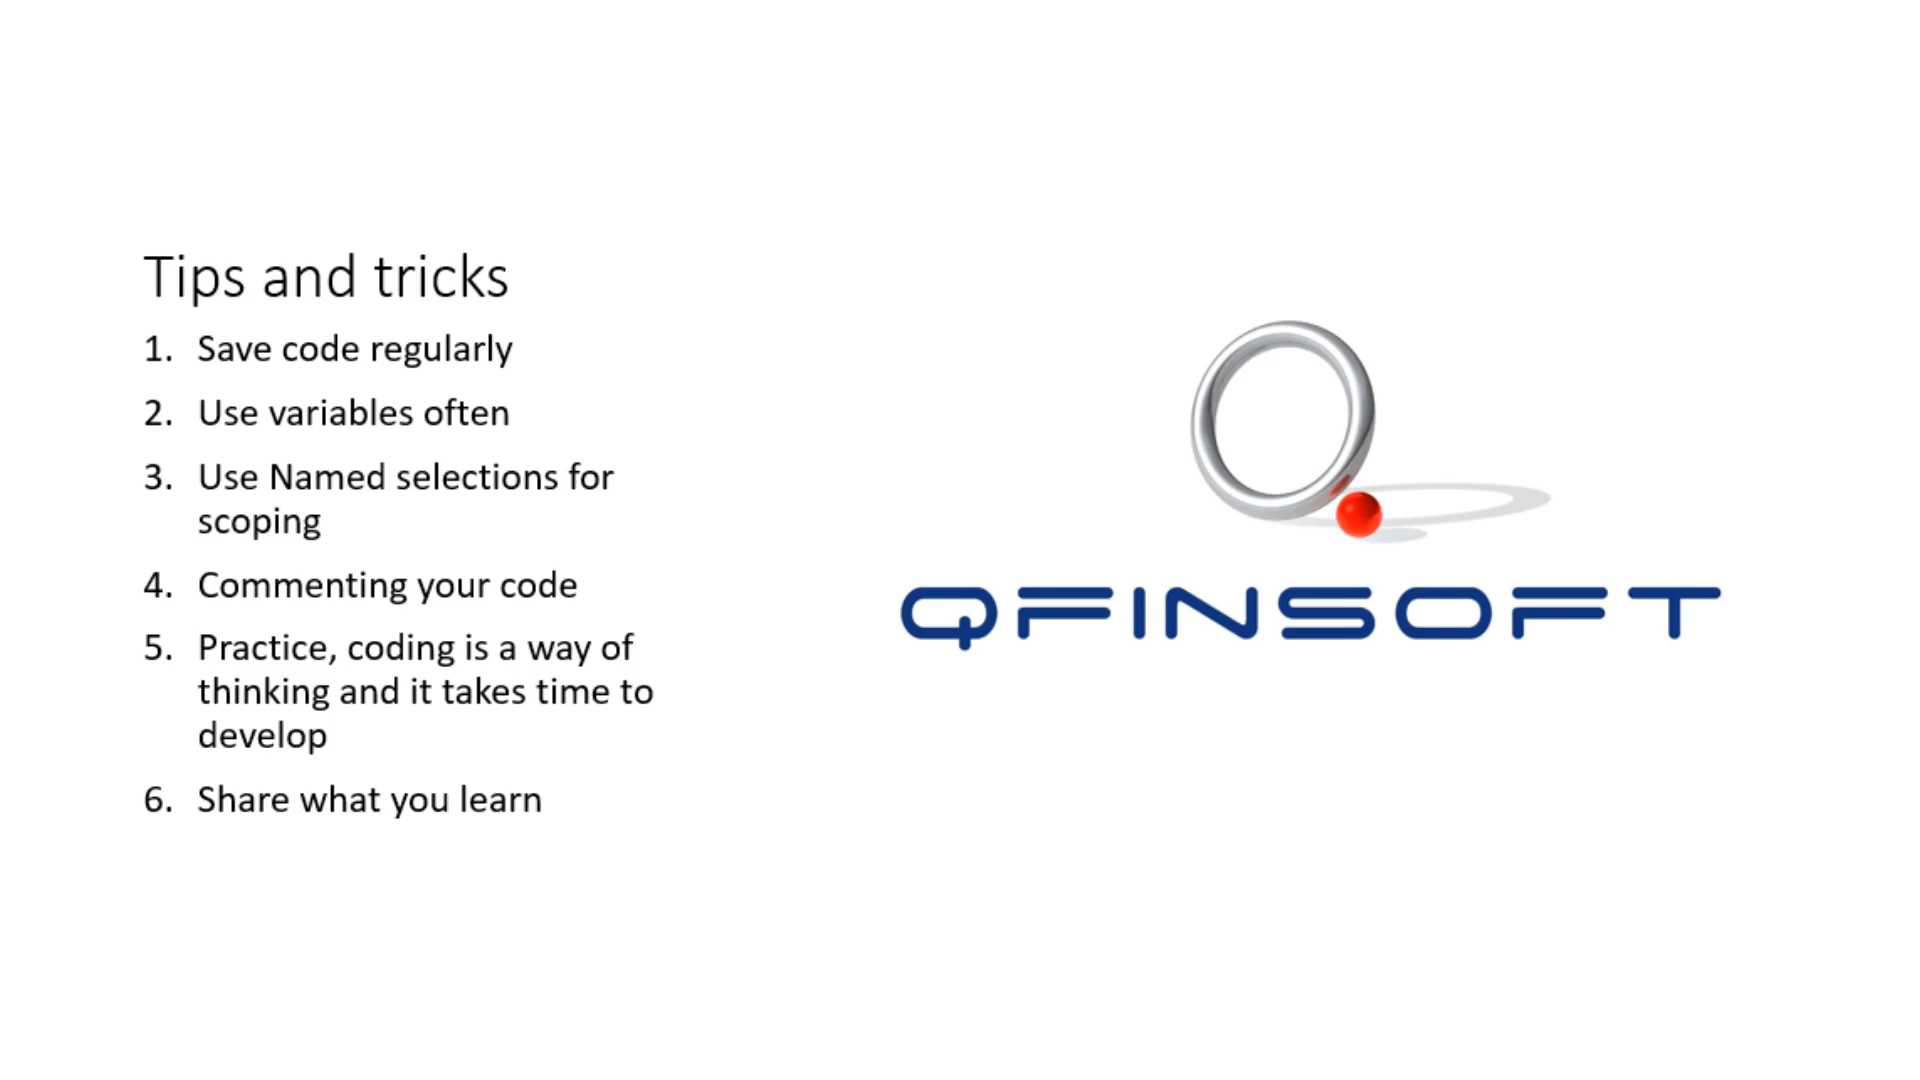 Tips and tricks
1. Save code regularly
2. Use variables often
3. Use Named selections for
scoping
4. Commenting your code
5. Practice, coding is a way of
thinking and it takes time to
develop
6. Share what you learn
QFINSOFT